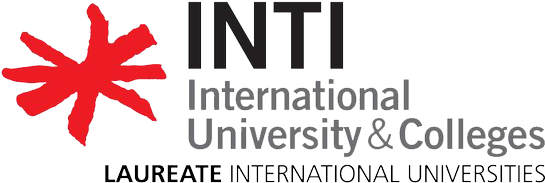 INTI
International
University & Colleges
LAUREATE INTERNATIONAL UNIVERSITIES